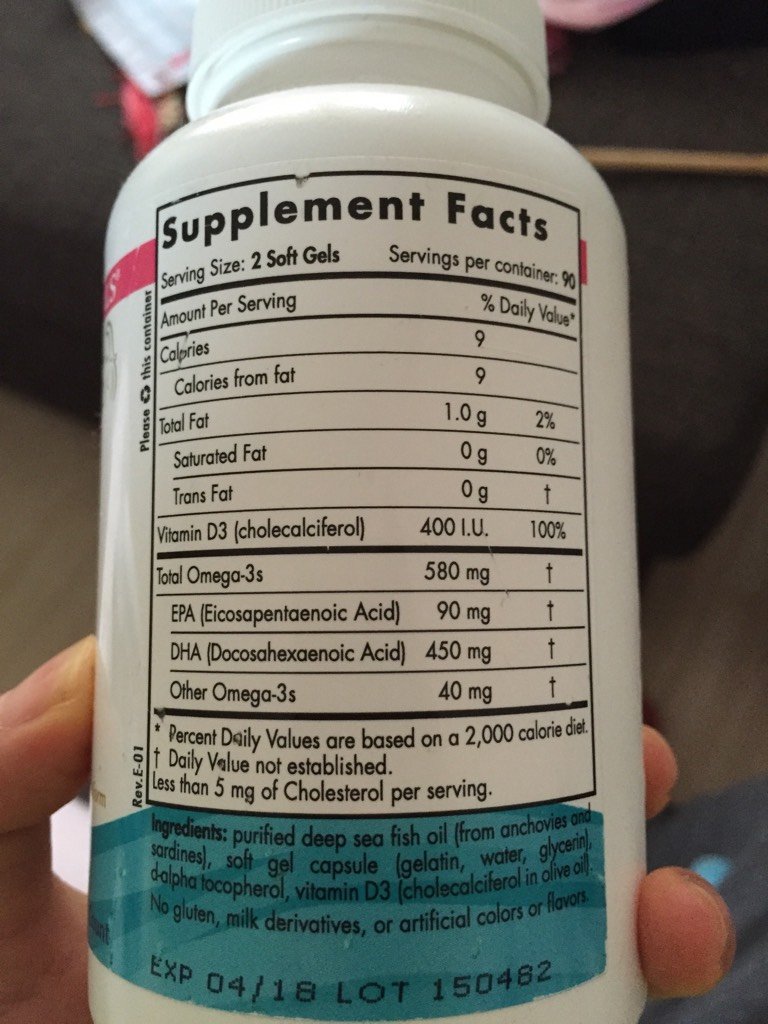 Supplement Facts
Serving Size: 2 Soft Gels Servings per container: 90
Amount Per Serving % Daily Value*
Calories 9
Calories from fat 9
Total Fat 1.0 g 2%
Saturated Fat 0 g 0%
Trans Fat 0 g †
Vitamin D3 (cholecalciferol) 400 I.U. 100%
Total Omega-3s 580 mg †
EPA (Eicosapentaenoic Acid) 90 mg †
DHA (Docosahexaenoic Acid) 450 mg †
Other Omega-3s 40 mg †
* Percent Daily Values are based on a 2,000 calorie diet.
† Daily Value not established.
Less than 5 mg of Cholesterol per serving.
Ingredients: purified deep sea fish oil (from anchovies and
sardines), soft gel capsule (gelatin, water, glycerin),
d-alpha tocopherol, vitamin D3 (cholecalciferol in olive oil).
No gluten, milk derivatives, or artificial colors or flavors.
EXP 04/18 LOT 150482
Please ♻ this container
Rev.E-01